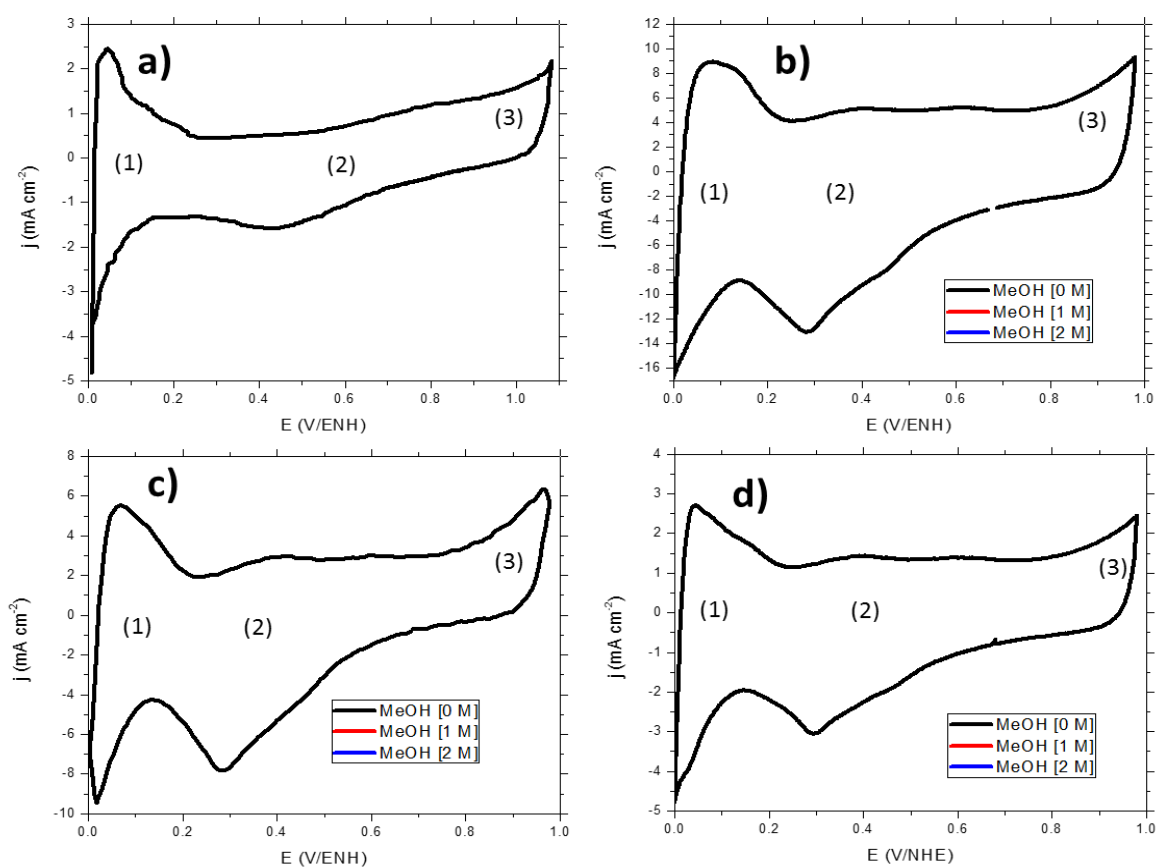 a)
3
2
1
0
-1
-2
-3
-4
-5
j (mA cm-2)
(1)
(2)
(3)
0.0 0.2 0.4 0.6 0.8 1.0
E (V/ENH)
b)
12
10
8
6
4
2
0
-2
-4
-6
-8
-10
-12
-14
-16
j (mA cm-2)
(1)
(2)
(3)
MeOH [0 M]
MeOH [1 M]
MeOH [2 M]
0.0 0.2 0.4 0.6 0.8 1.0
E (V/ENH)
c)
8
6
4
2
0
-2
-4
-6
-8
-10
j (mA cm-2)
(1)
(2)
(3)
MeOH [0 M]
MeOH [1 M]
MeOH [2 M]
0.0 0.2 0.4 0.6 0.8 1.0
E (V/ENH)
d)
4
3
2
1
0
-1
-2
-3
-4
-5
j (mA cm-2)
(1)
(2)
(3)
MeOH [0 M]
MeOH [1 M]
MeOH [2 M]
0.0 0.2 0.4 0.6 0.8 1.0
E (V/NHE)